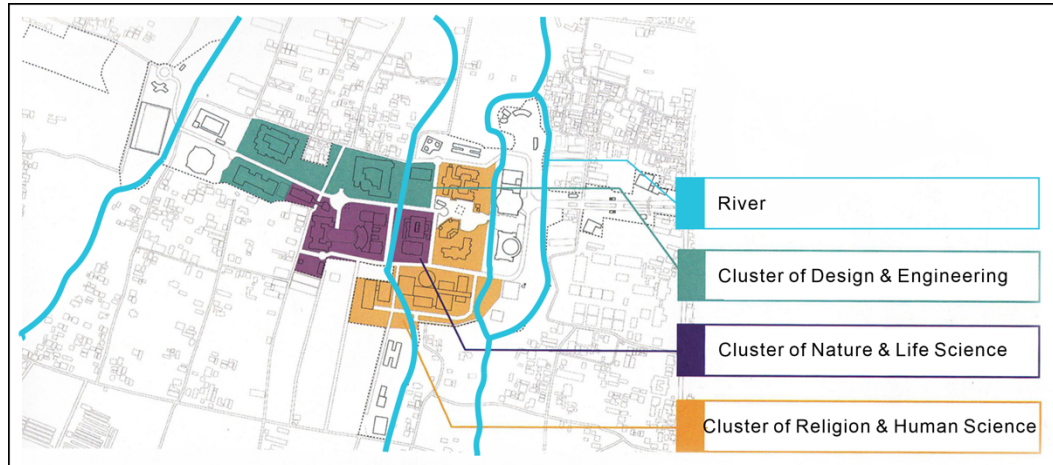 River
Cluster of Design & Engineering
Cluster of Nature & Life Science
Cluster of Religion & Human Science